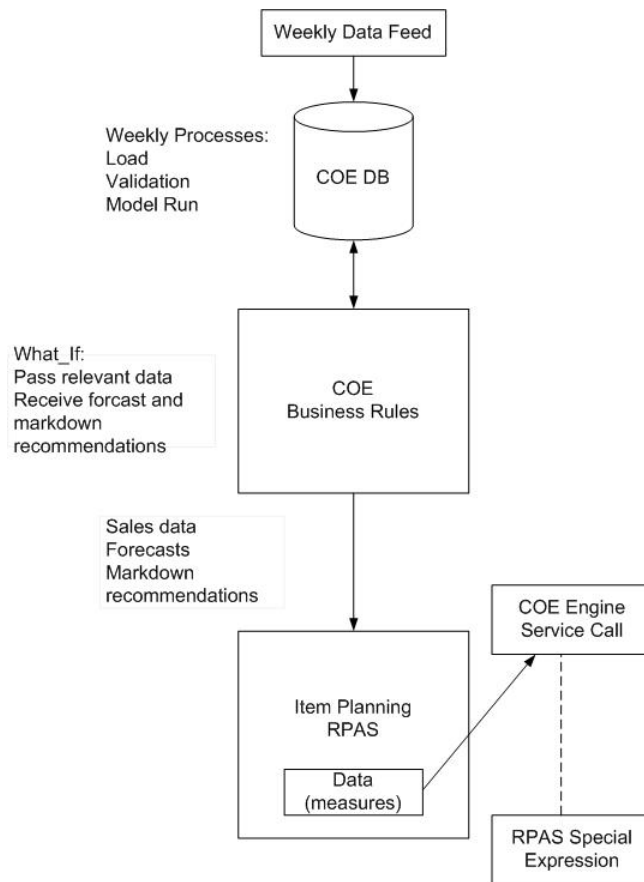 Weekly Data Feed
Weekly Processes:
Load
Validation
Model Run
COE DB
What_If:
Pass relevant data
Receive forcast and
markdown
recommendations
COE
Business Rules
Sales data
Forecasts
Markdown
recommendations
COE Engine
Service Call
Item Planning
RPAS
Data
(measures)
RPAS Special
Expression